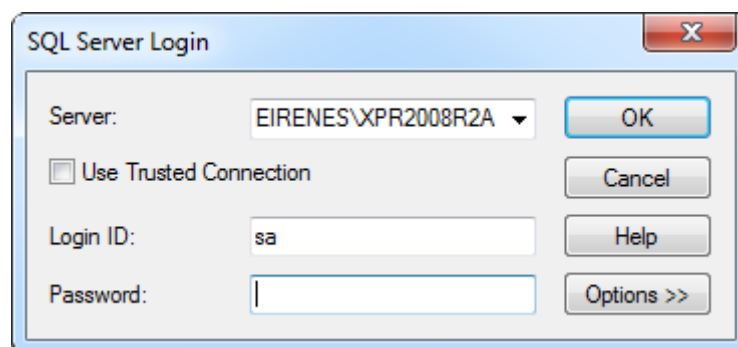 SQL Server Login
Server: EIRENES\XPR2008R2A OK
Use Trusted Connection Cancel
Login ID: sa Help
Password: Options >>